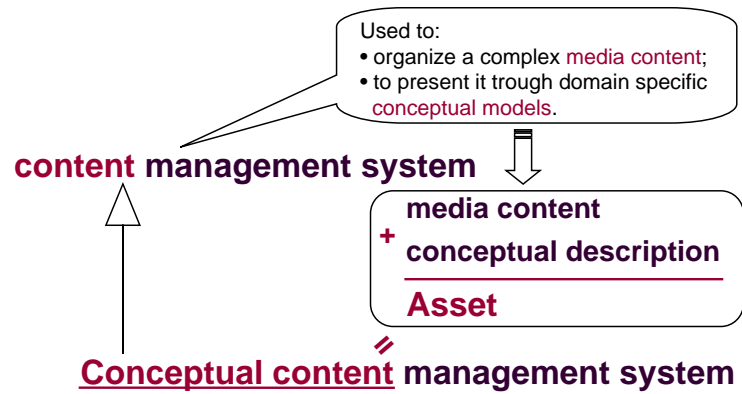 Used to:
• organize a complex media content;
• to present it trough domain specific
conceptual models.
content management system
media content
+
conceptual description
Asset
=
Conceptual content management system